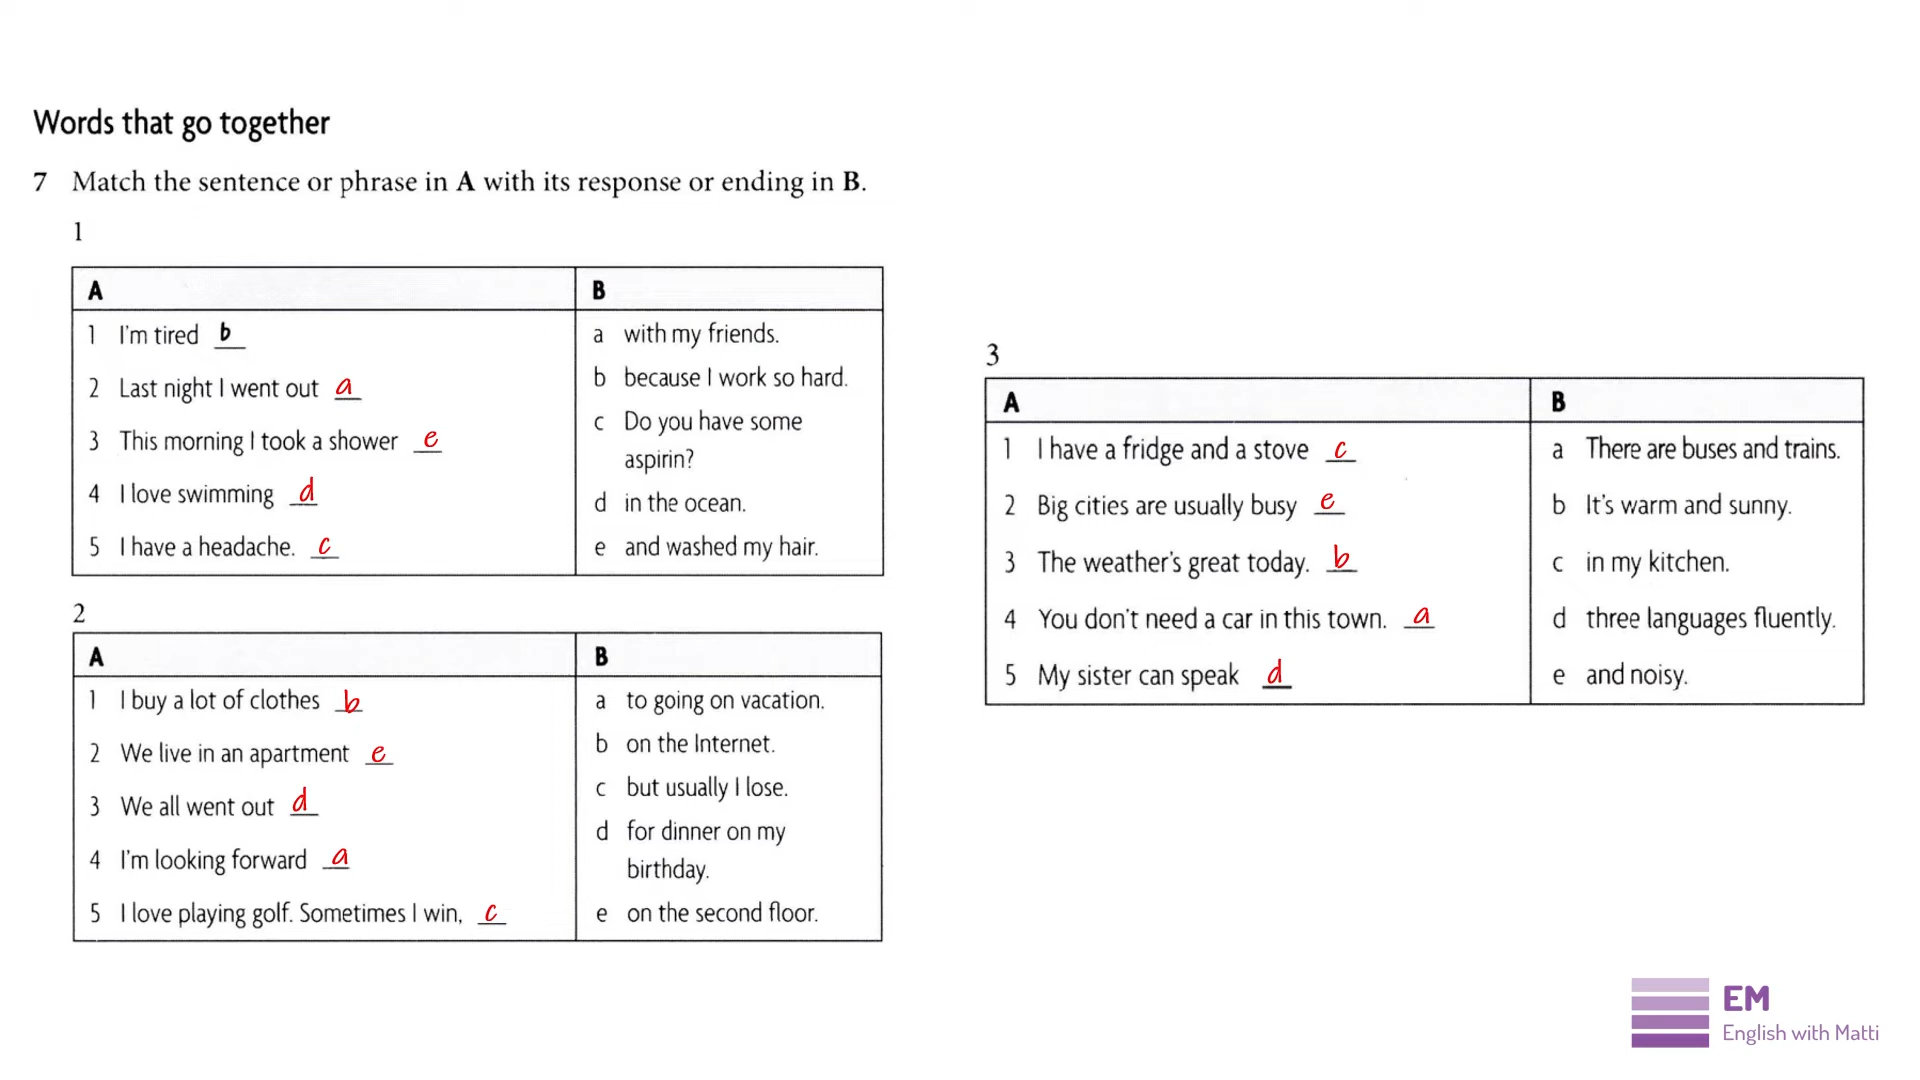 Words that go together
7 Match the sentence or phrase in A with its response or ending in B.
1
A B
1 I'm tired b
2 Last night I went out a
3 This morning I took a shower e
4 I love swimming d
5 I have a headache. c
a with my friends.
b because I work so hard.
c Do you have some
aspirin?
d in the ocean.
e and washed my hair.
2
A B
1 I buy a lot of clothes b
2 We live in an apartment e
3 We all went out d
4 I'm looking forward a
5 I love playing golf. Sometimes I win, c
a to going on vacation.
b on the Internet.
c but usually I lose.
d for dinner on my
birthday.
e on the second floor.
3
A B
1 I have a fridge and a stove c
2 Big cities are usually busy e
3 The weather's great today. b
4 You don't need a car in this town. a
5 My sister can speak d
a There are buses and trains.
b It's warm and sunny.
c in my kitchen.
d three languages fluently.
e and noisy.
EM
English with Matti